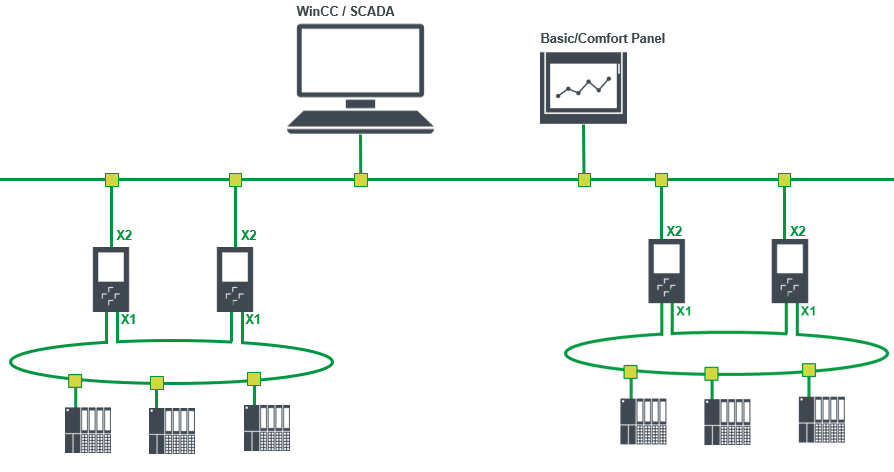 WinCC / SCADA
Basic/Comfort Panel
X2
X2
X2
X2
X1
X1
X1
X1